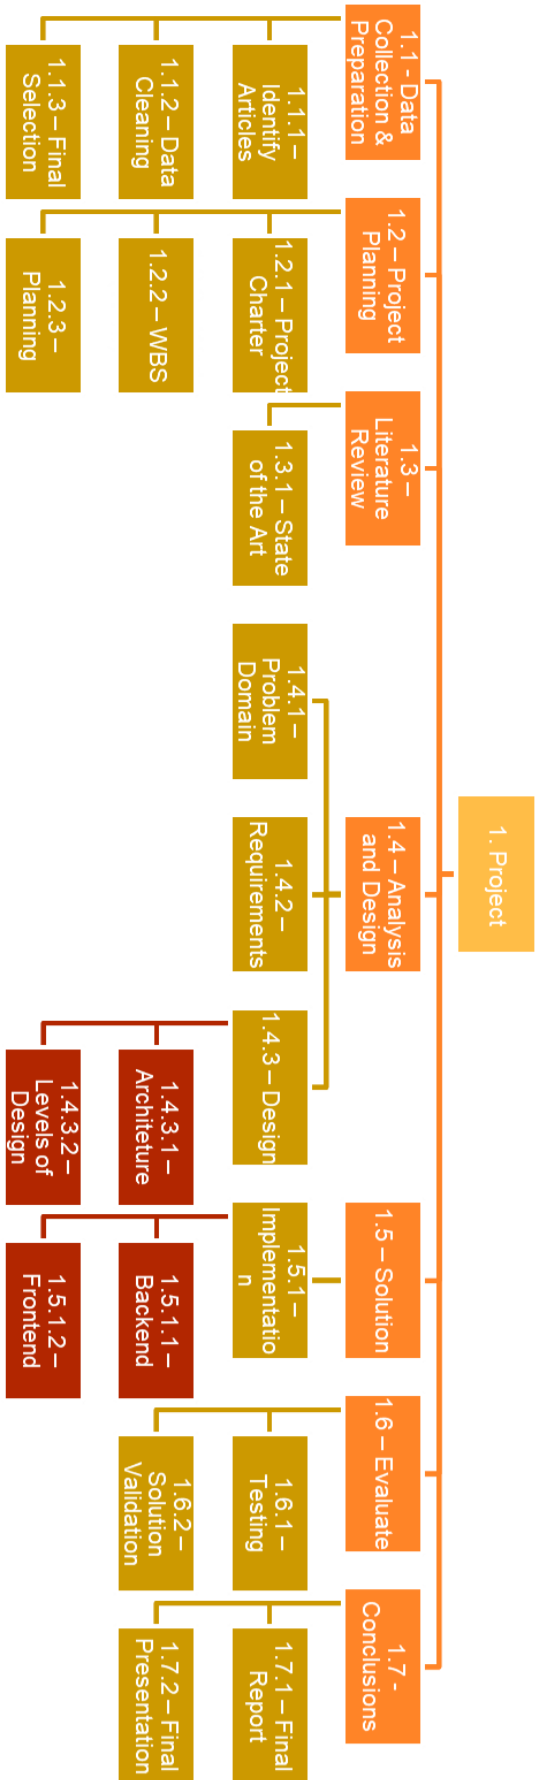 1. Project
1.1 - Data
Collection &
Preparation
1.1.1 –
Identify
Articles
1.1.2 – Data
Cleaning
1.1.3 – Final
Selection
1.2 – Project
Planning
1.2.1 – Project
Charter
1.2.2 – WBS
1.2.3 –
Planning
1.3 –
Literature
Review
1.3.1 – State
of the Art
1.4 – Analysis
and Design
1.4.1 –
Problem
Domain
1.4.2 –
Requirements
1.4.3 – Design
1.4.3.1 –
Architeture
1.4.3.2 –
Levels of
Design
1.5 – Solution
1.5.1 –
Implementatio
n
1.5.1.1 –
Backend
1.5.1.2 –
Frontend
1.6 – Evaluate
1.6.1 –
Testing
1.6.2 –
Solution
Validation
1.7 -
Conclusions
1.7.1 – Final
Report
1.7.2 – Final
Presentation